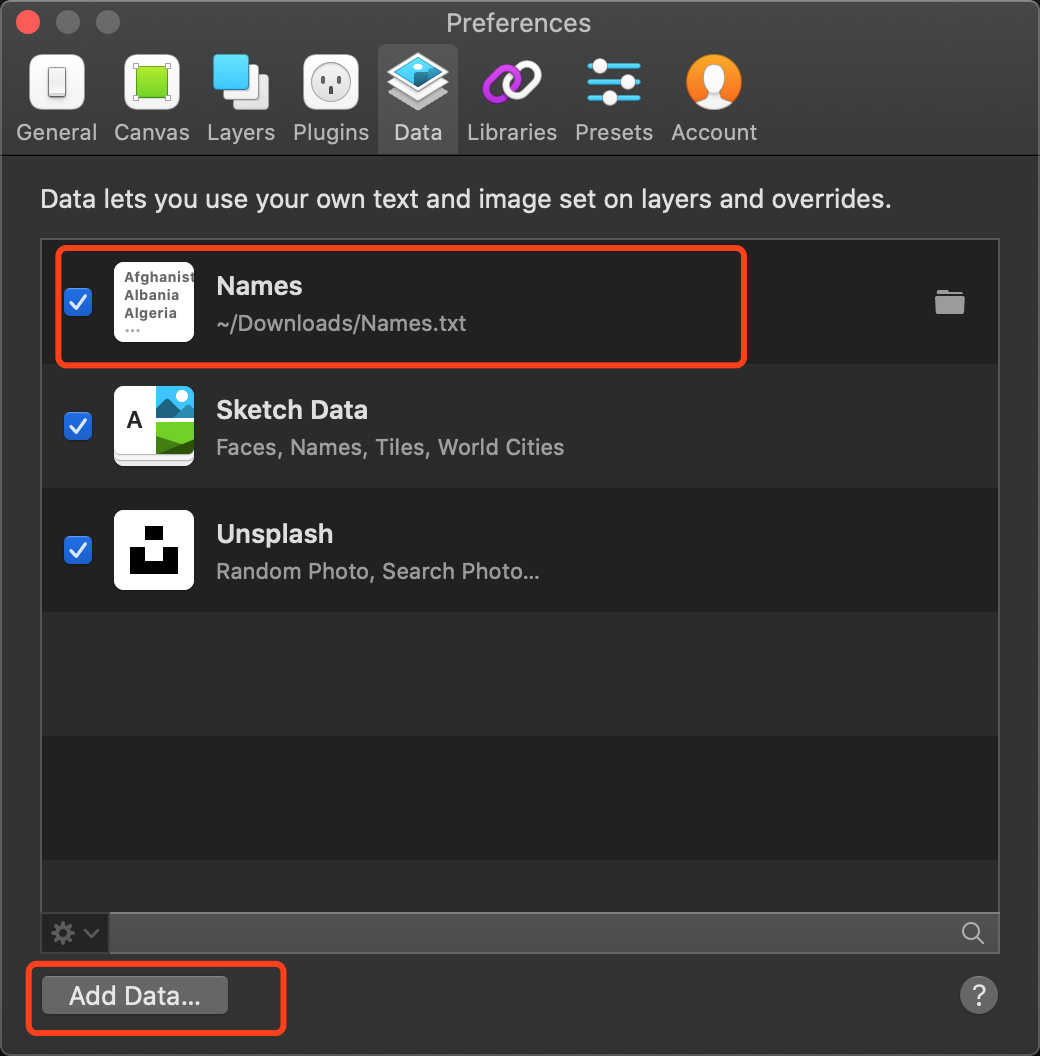 Preferences
General Canvas Layers Plugins Data Libraries Presets Account
Data lets you use your own text and image set on layers and overrides.
Afghanist
Albania
Algeria
...
Names
~/Downloads/Names.txt
A
Sketch Data
Faces, Names, Tiles, World Cities
Unsplash
Random Photo, Search Photo...
Add Data...
?